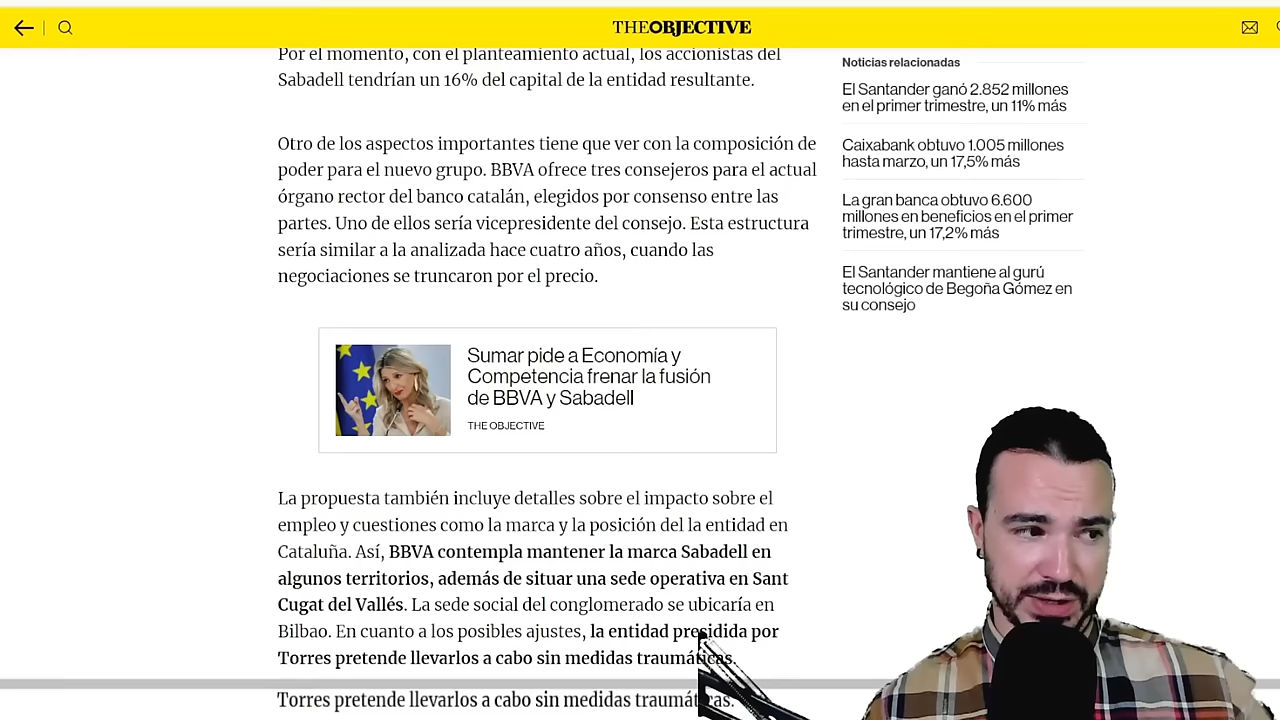 THEOBJECTIVE
Por el momento, con el planteamiento actual, los accionistas del
Sabadell tendrían un 16% del capital de la entidad resultante.
Otro de los aspectos importantes tiene que ver con la composición de
poder para el nuevo grupo. BBVA ofrece tres consejeros para el actual
órgano rector del banco catalán, elegidos por consenso entre las
partes. Uno de ellos sería vicepresidente del consejo. Esta estructura
sería similar a la analizada hace cuatro años, cuando las
negociaciones se truncaron por el precio.
Sumar pide a Economía y
Competencia frenar la fusión
de BBVA y Sabadell
THE OBJECTIVE
La propuesta también incluye detalles sobre el impacto sobre el
empleo y cuestiones como la marca y la posición del la entidad en
Cataluña. Así, BBVA contempla mantener la marca Sabadell en
algunos territorios, además de situar una sede operativa en Sant
Cugat del Vallés. La sede social del conglomerado se ubicaría en
Bilbao. En cuanto a los posibles ajustes, la entidad presidida por
Torres pretende llevarlos a cabo sin medidas traumáticas.
Torres pretende llevarlos a cabo sin medidas traumáticas.
Noticias relacionadas
El Santander ganó 2.852 millones
en el primer trimestre, un 11% más
Caixabank obtuvo 1.005 millones
hasta marzo, un 17,5% más
La gran banca obtuvo 6.600
millones en beneficios en el primer
trimestre, un 17,2% más
El Santander mantiene al gurú
tecnológico de Begoña Gómez en
su consejo